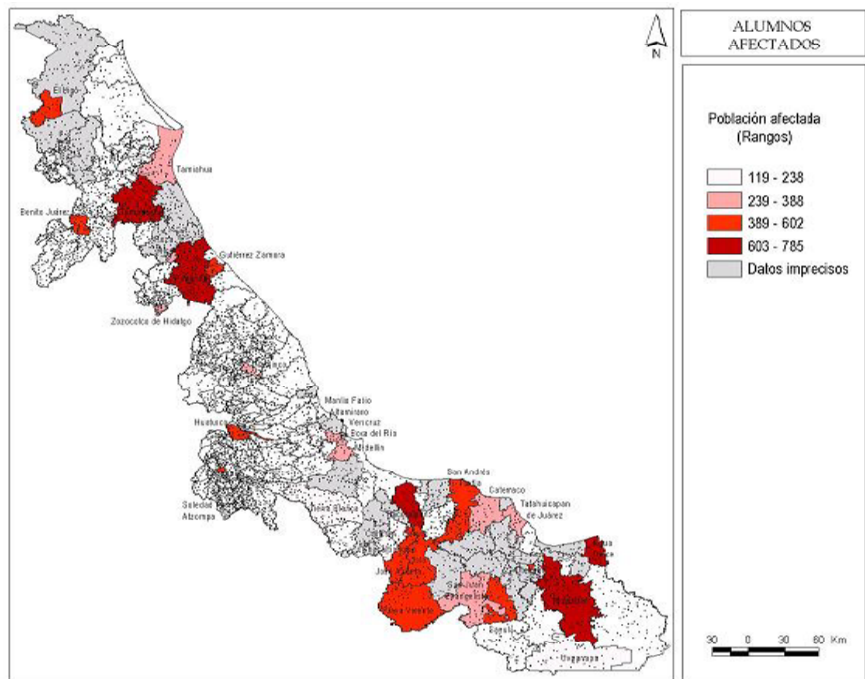 ALUMNOS
AFECTADOS
N
Población afectada
(Rangos)
119 - 238
239 - 388
389 - 602
603 - 785
Datos imprecisos
Tamiahua
Benito Juárez
Gutiérrez Zamora
Zozocolco de Hidalgo
Manlio Fabio
Altamirano
Veracruz
Boca del Río
Medellín
Huatusco
Soledad
Atzompa
San Andrés
Catemaco
Tatahuicapan
de Juárez
San Juan
Evangelista
Uxpanapa
30 0 30 60 Km